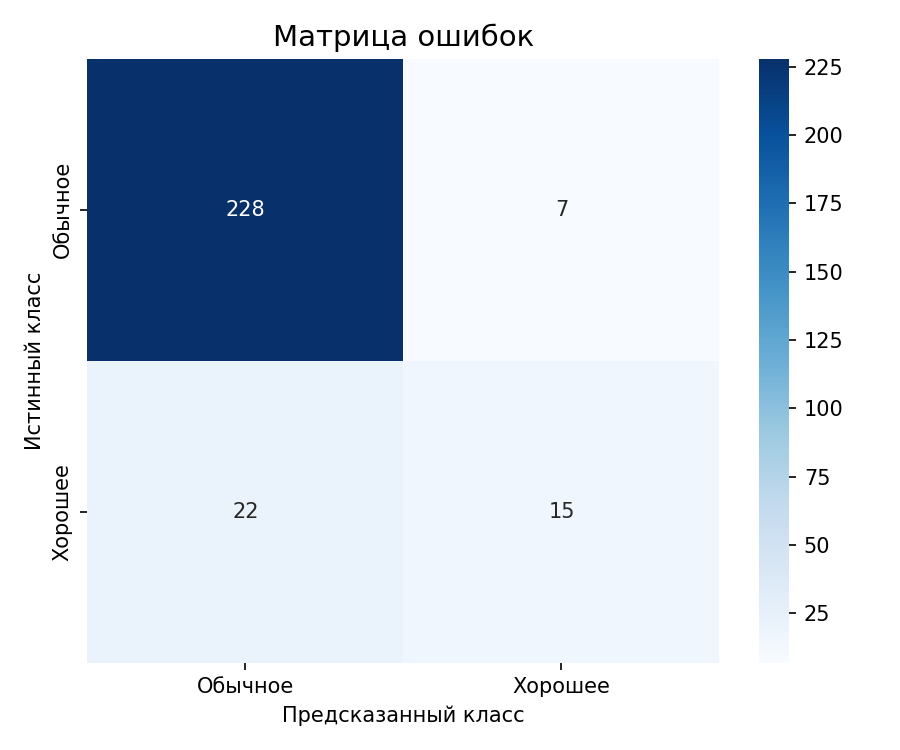 Матрица ошибок
Истинный класс
Обычное
Хорошее
228
7
22
15
Обычное
Хорошее
Предсказанный класс
225
200
175
150
125
100
75
50
25